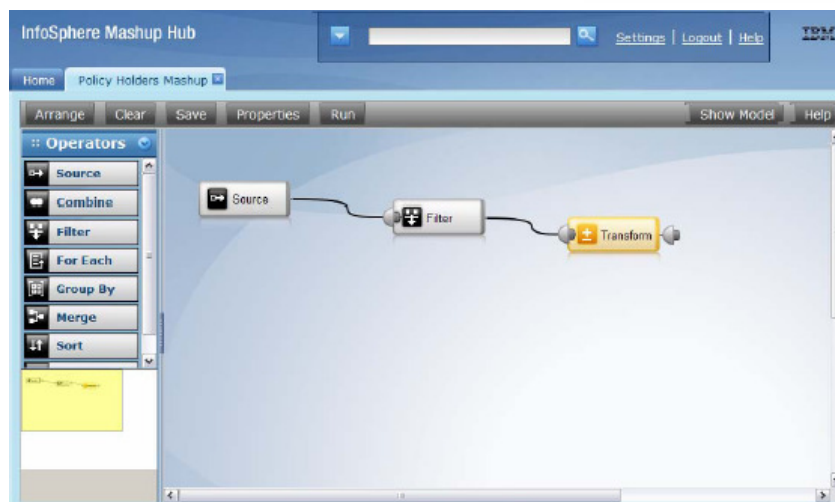 InfoSphere Mashup Hub
Settings | Logout | Help
IBM
Home
Policy Holders Mashup
Arrange
Clear
Save
Properties
Run
Show Model
Help
Operators
Source
Combine
Filter
For Each
Group By
Merge
Sort
Source
Filter
Transform